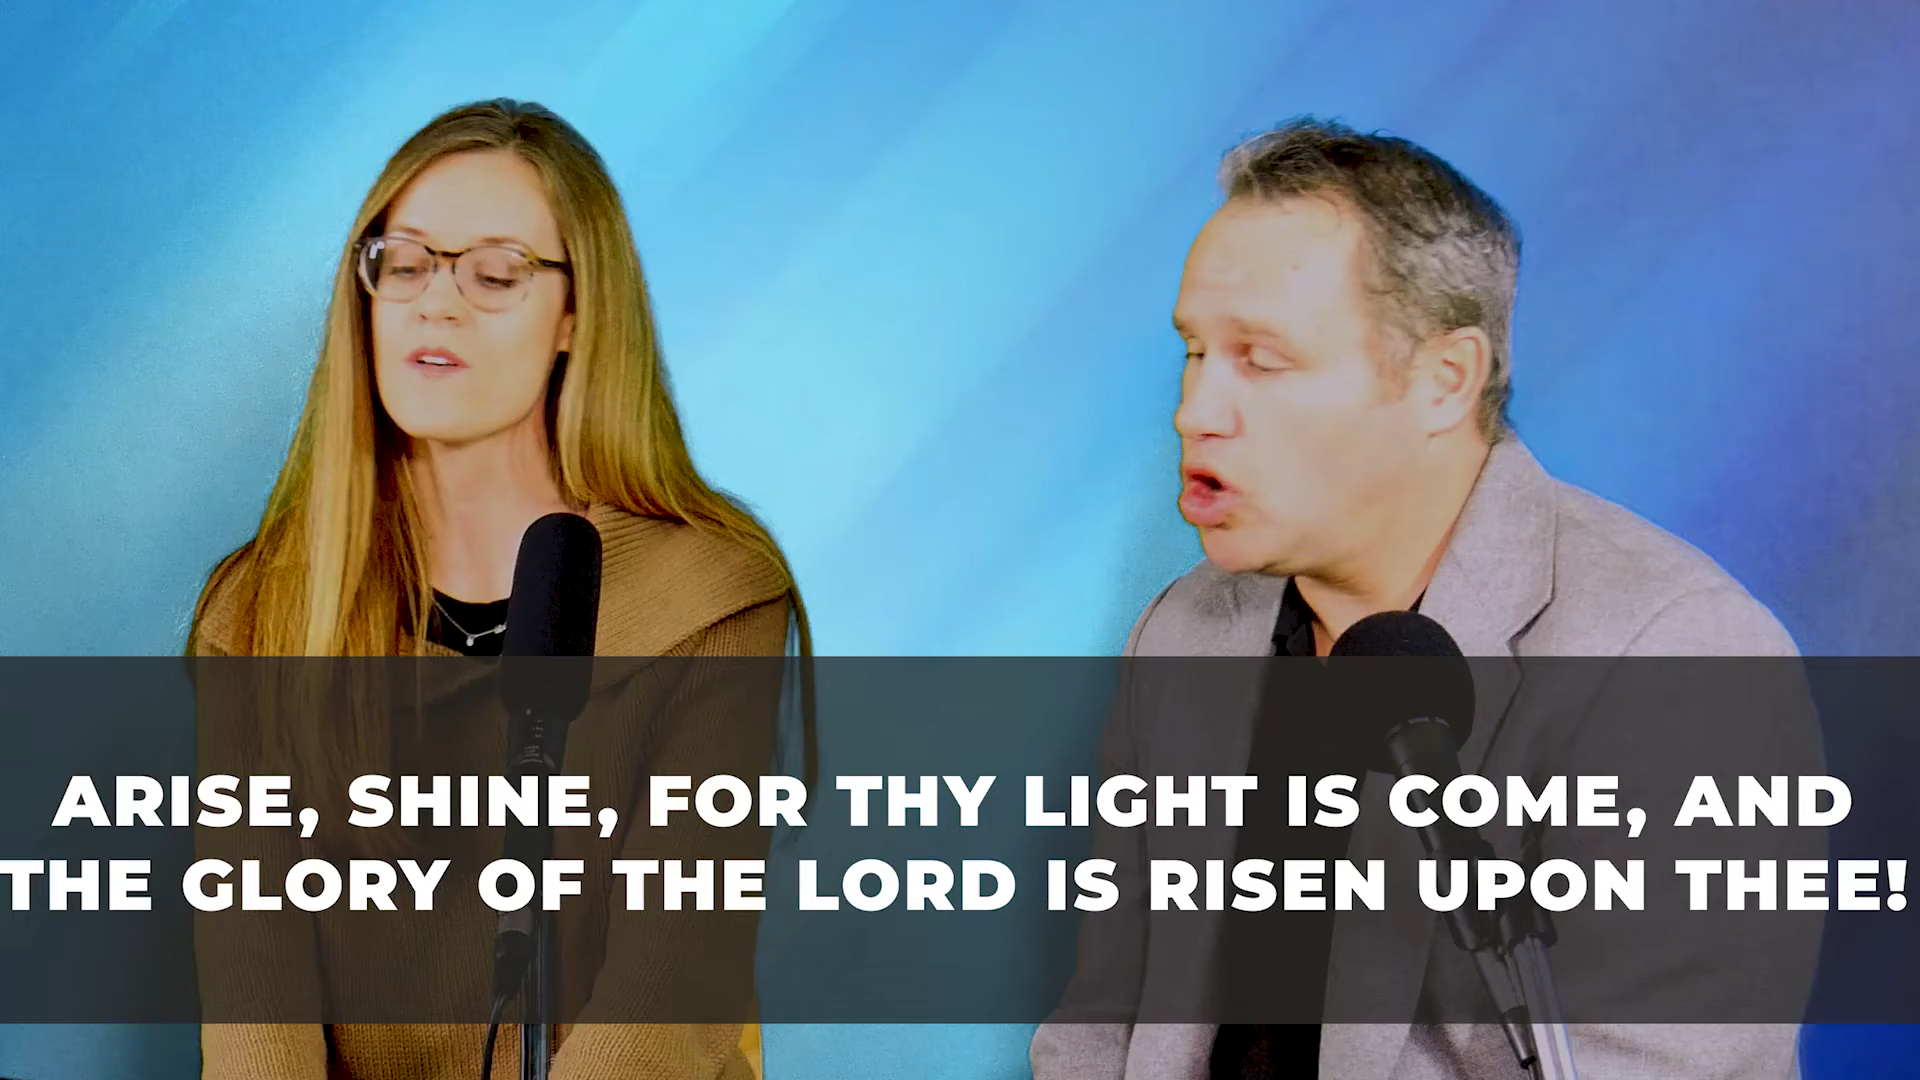 ARISE, SHINE, FOR THY LIGHT IS COME, AND
THE GLORY OF THE LORD IS RISEN UPON THEE!